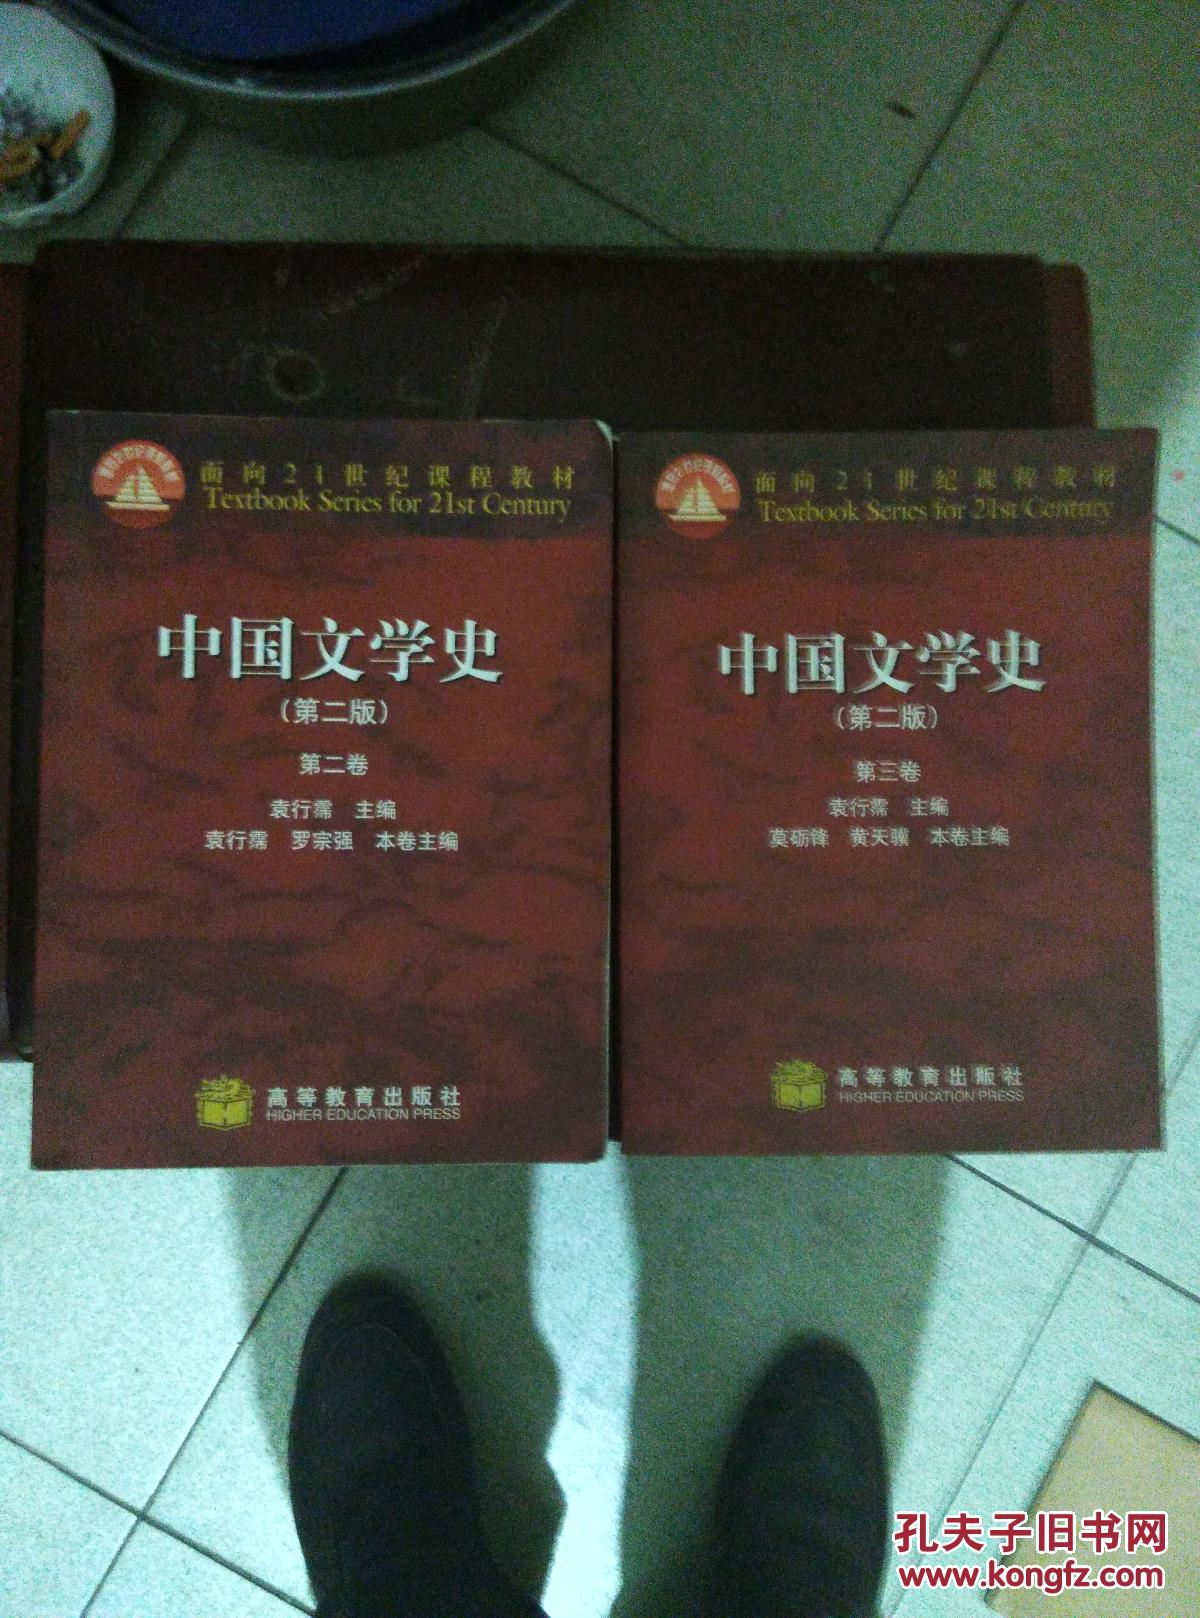 面向21世纪课程教材
Textbook Series for 21st Century
中国文学史
(第二版)
第二卷
袁行霈 主编
袁行霈 罗宗强 本卷主编
高等教育出版社
HIGHER EDUCATION PRESS
面向21世纪课程教材
Textbook Series for 21st Century
中国文学史
(第二版)
第三卷
袁行霈 主编
莫砺锋 黄天骥 本卷主编
高等教育出版社
HIGHER EDUCATION PRESS
孔夫子旧书网
www.kongfz.com